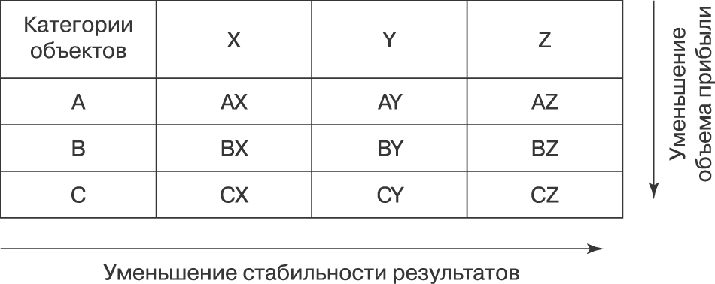 Категории
объектов
X
Y
Z
A
AX
AY
AZ
B
BX
BY
BZ
C
CX
CY
CZ
Уменьшение
объема прибыли
Уменьшение стабильности результатов